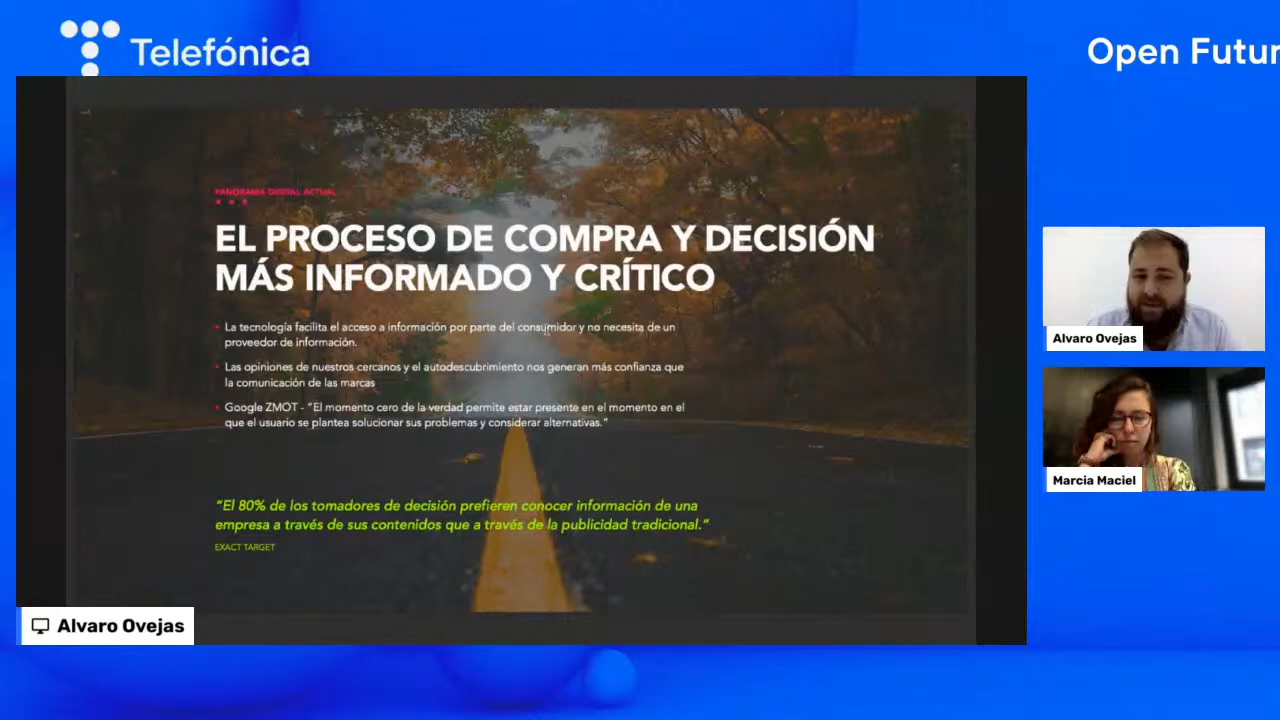 Telefónica
Open Futur
PANORAMA DIGITAL ACTUAL
EL PROCESO DE COMPRA Y DECISIÓN
MÁS INFORMADO Y CRÍTICO
La tecnología facilita el acceso a información por parte del consumidor y no necesita de un
proveedor de información.
Las opiniones de nuestros cercanos y el autodescubrimiento nos generan más confianza que
la comunicación de las marcas
Google ZMOT - “El momento cero de la verdad permite estar presente en el momento en el
que el usuario se plantea solucionar sus problemas y considerar alternativas.”
“El 80% de los tomadores de decisión prefieren conocer información de una
empresa a través de sus contenidos que a través de la publicidad tradicional.”
EXACT TARGET
Alvaro Ovejas
Alvaro Ovejas
Marcia Maciel